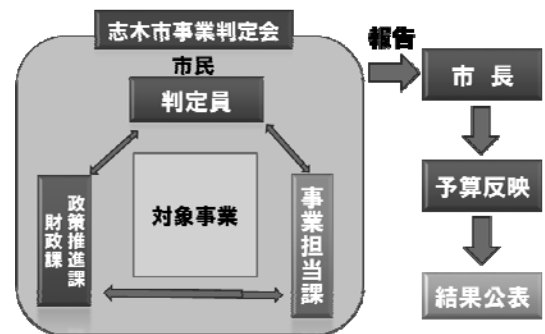 志木市事業判定会
市民
判定員
対象事業
政策推進課
財政課
事業担当課
報告
市長
予算反映
結果公表